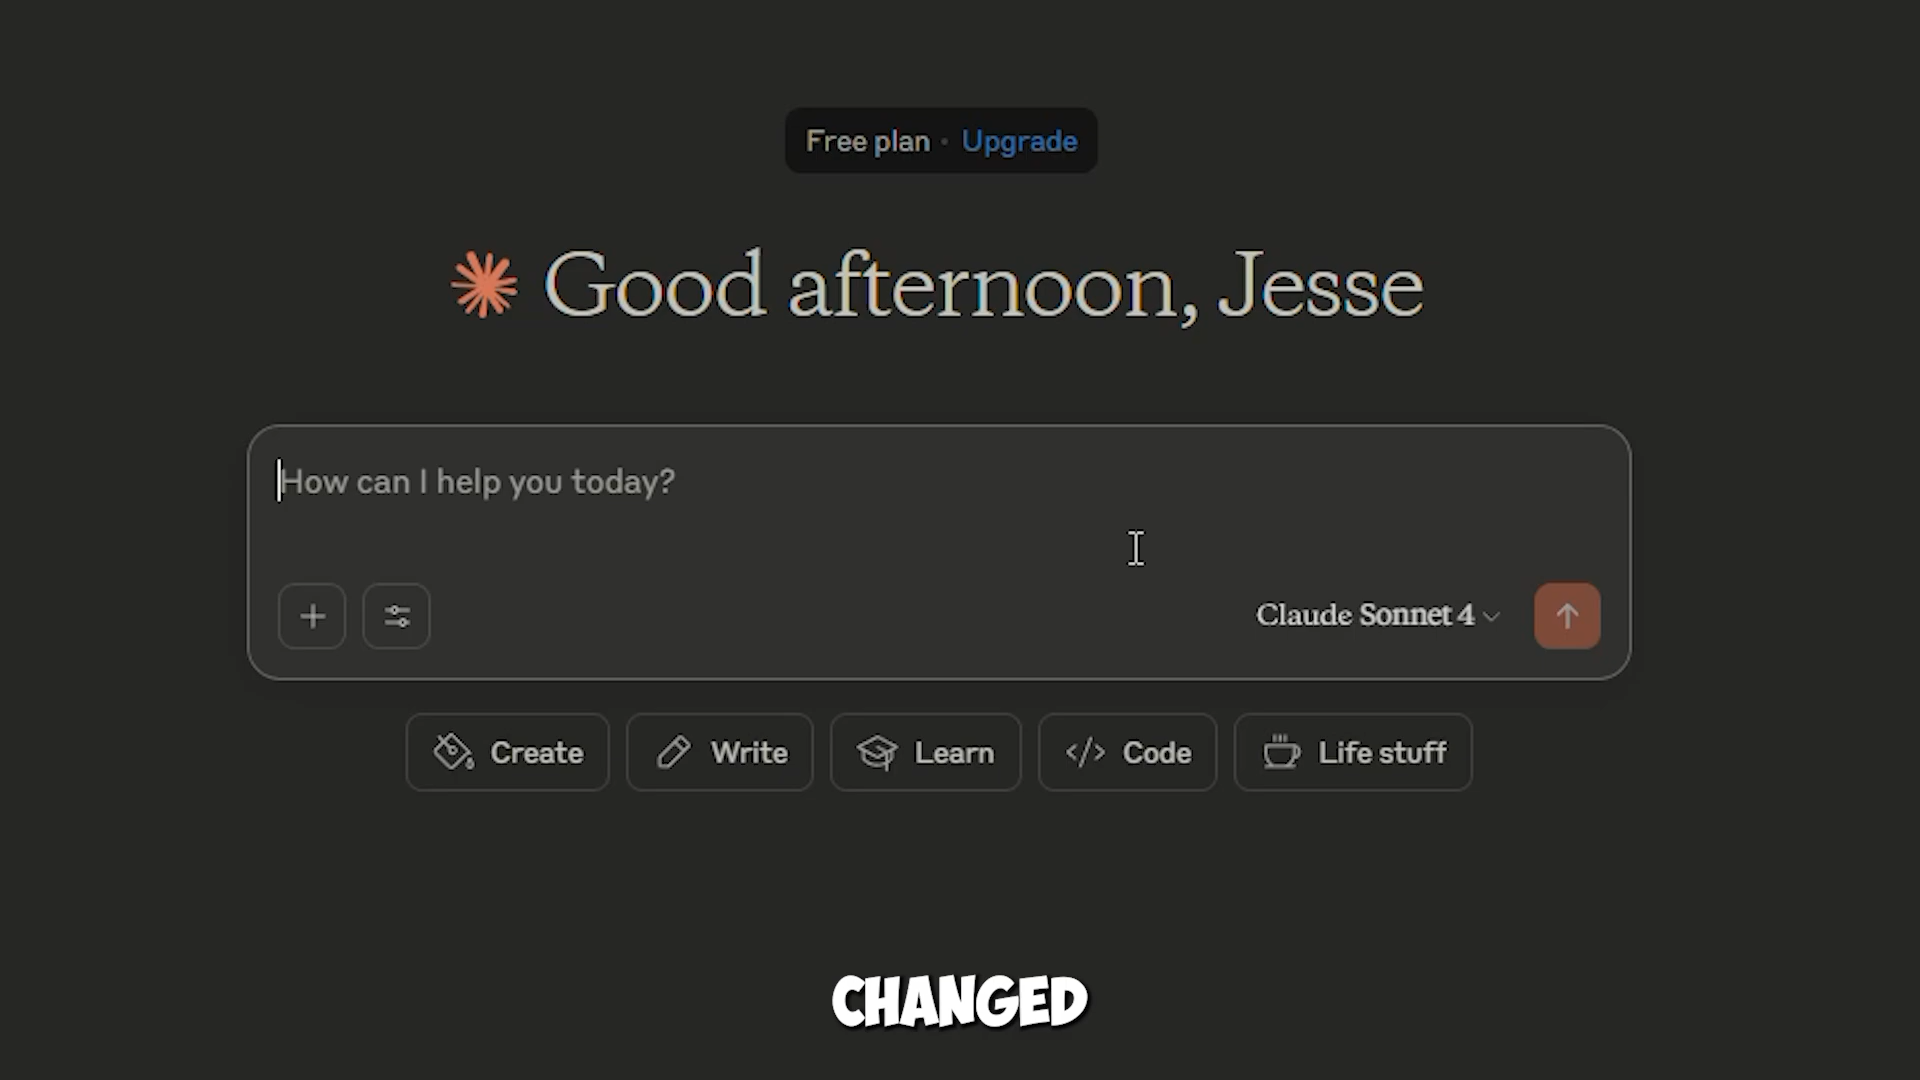 Free plan · Upgrade
Good afternoon, Jesse
How can I help you today?
Claude Sonnet 4
Create Write Learn Code Life stuff
CHANGED